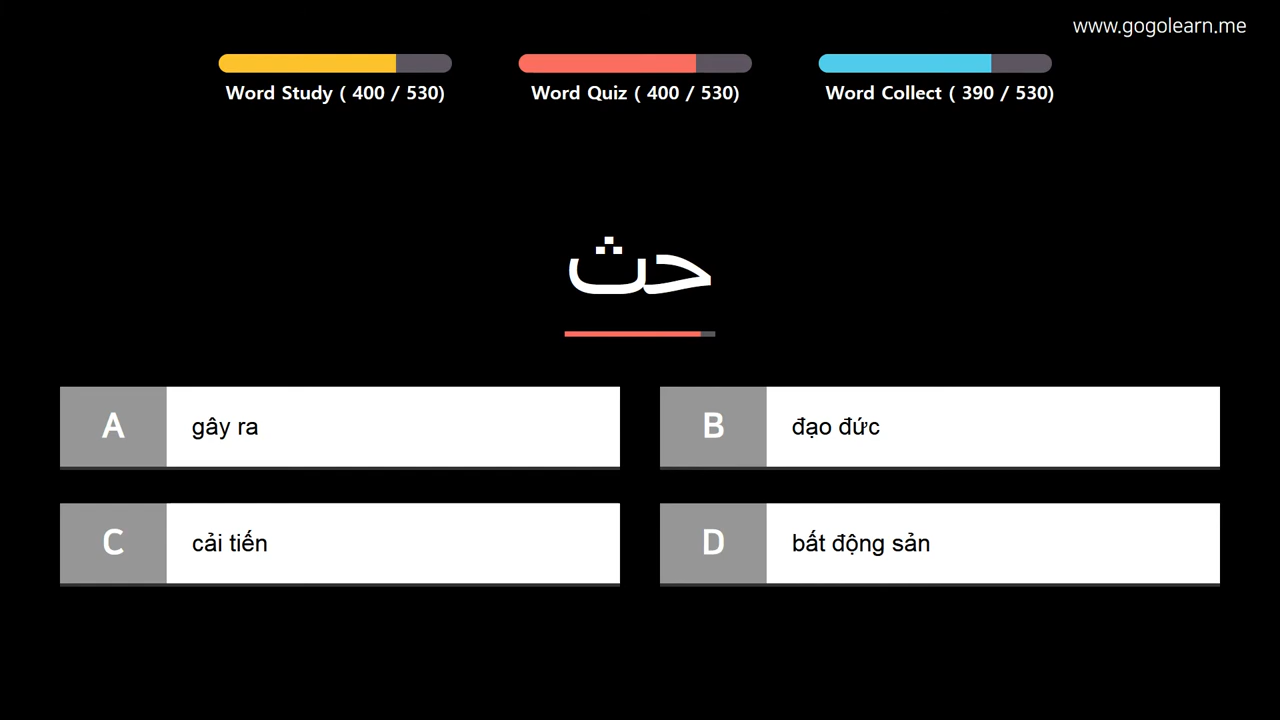 www.gogolearn.me
Word Study ( 400 / 530)
Word Quiz ( 400 / 530)
Word Collect ( 390 / 530)
حث
A gây ra
B đạo đức
C cải tiến
D bất động sản